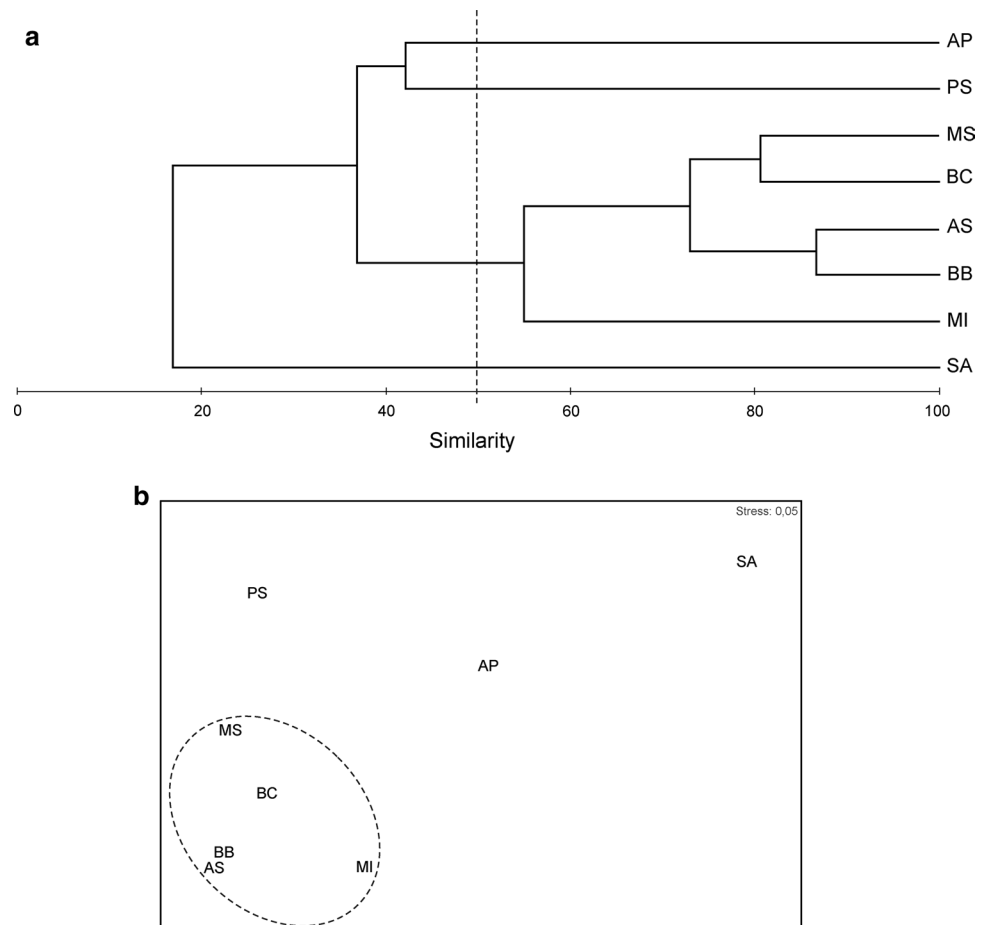 a
AP
PS
MS
BC
AS
BB
MI
SA
0 20 40 60 80 100
Similarity
b
Stress: 0,05
SA
PS
AP
MS
BC
BB
AS
MI